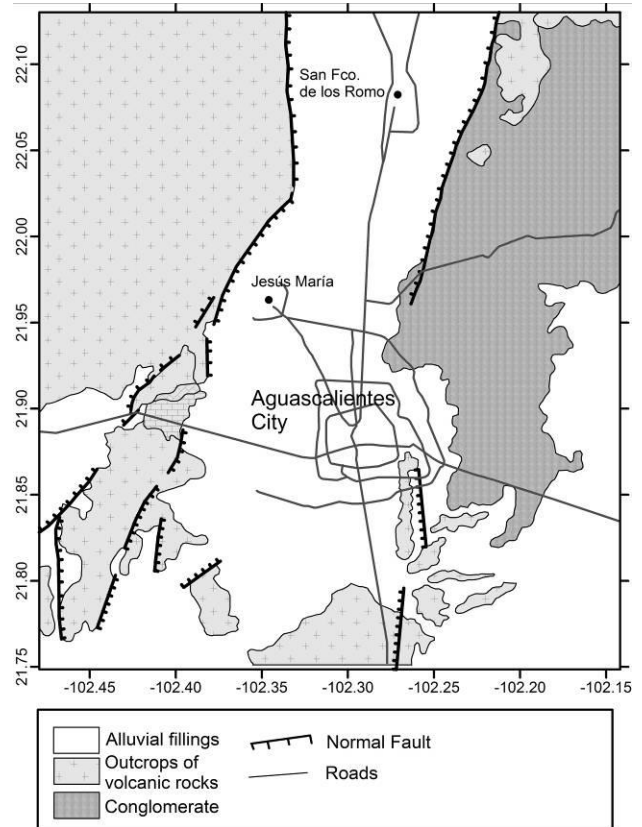 22.10
22.05
22.00
21.95
21.90
21.85
21.80
21.75
San Fco.
de los Romo
Jesús María
Aguascalientes
City
-102.45
-102.40
-102.35
-102.30
-102.25
-102.20
-102.15
Alluvial fillings
Outcrops of
volcanic rocks
Conglomerate
Normal Fault
Roads